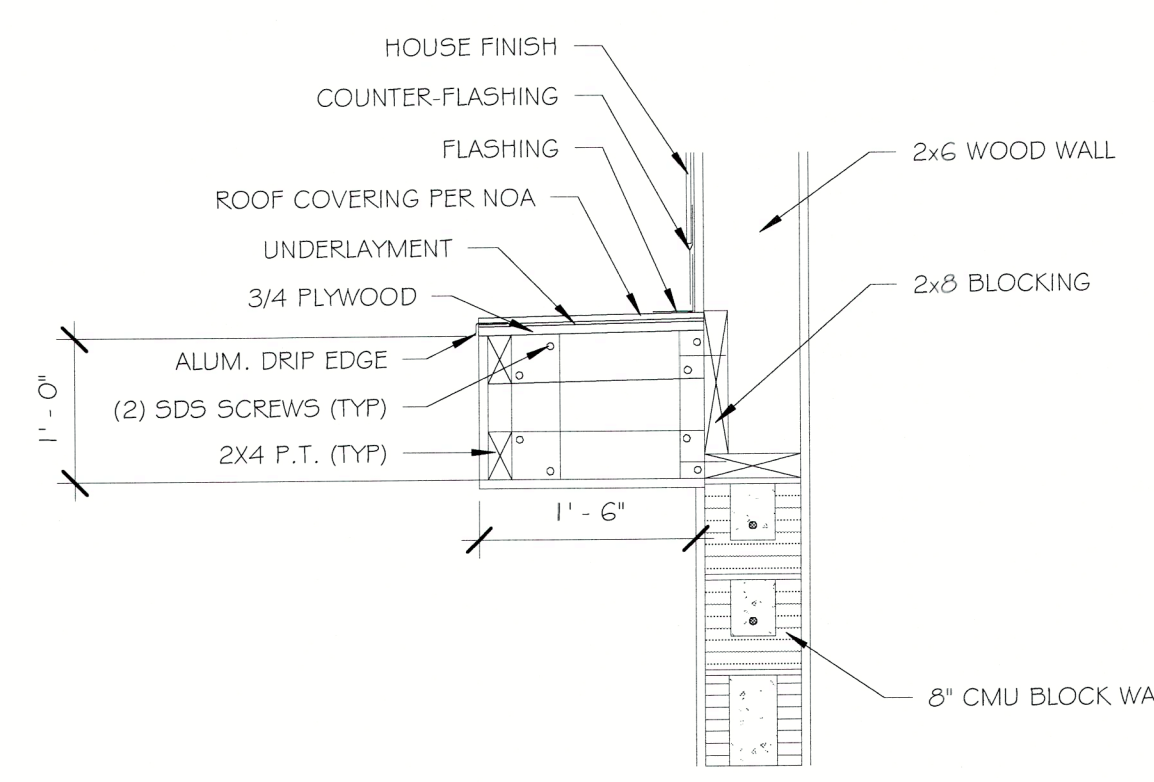 HOUSE FINISH
COUNTER-FLASHING
FLASHING
2x6 WOOD WALL
ROOF COVERING PER NOA
UNDERLAYMENT
2x8 BLOCKING
3/4 PLYWOOD
ALUM. DRIP EDGE
1' - 0"
(2) SDS SCREWS (TYP)
2X4 P.T. (TYP)
1' - 6"
8" CMU BLOCK WA